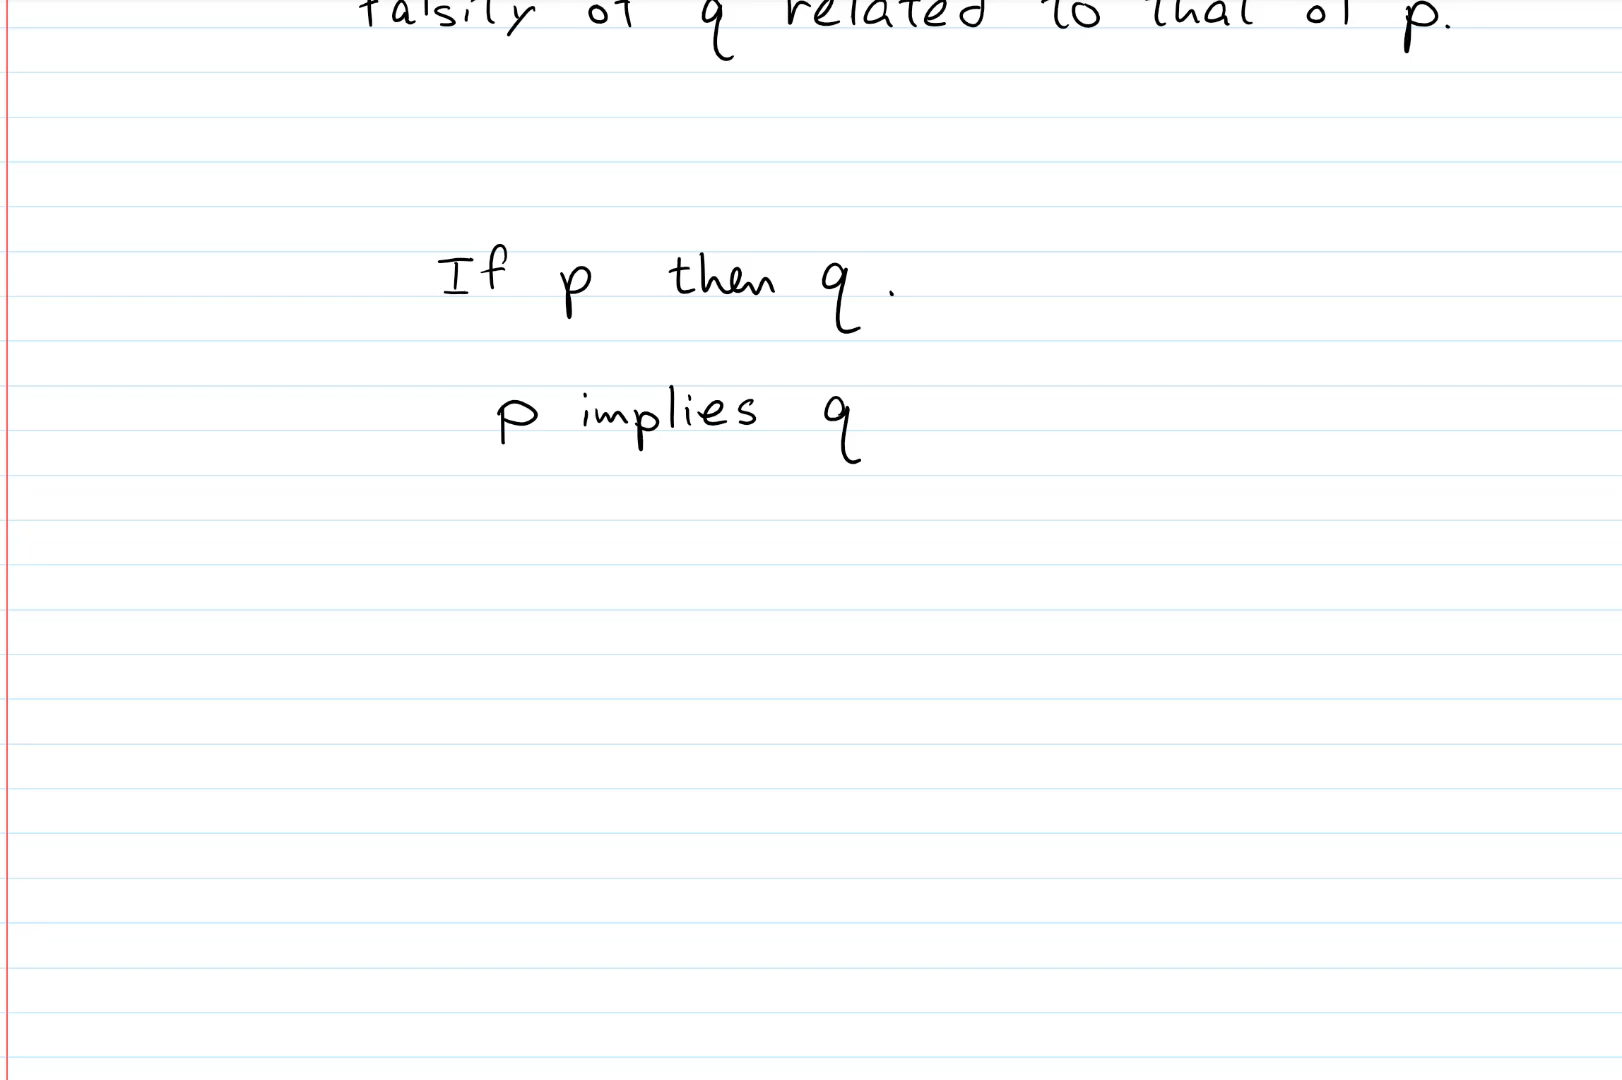 falsity of q related to that of p.
If p then q.
p implies q